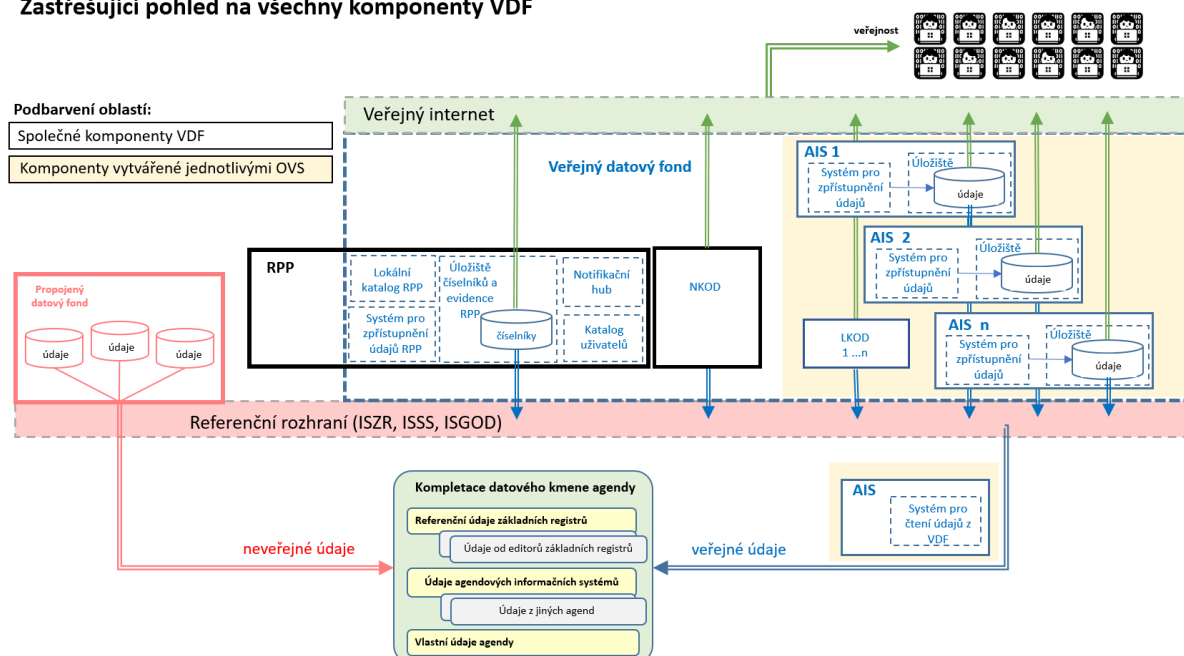 Zastřešující pohled na všechny komponenty VDF
veřejnost
Podbarvení oblastí:
Společné komponenty VDF
Komponenty vytvářené jednotlivými OVS
Veřejný internet
Veřejný datový fond
AIS 1
Systém pro
zpřístupnění
údajů
Úložiště
údaje
AIS 2
Systém pro
zpřístupnění
údajů
Úložiště
údaje
AIS n
Systém pro
zpřístupnění
údajů
Úložiště
údaje
RPP
Lokální
katalog RPP
Systém pro
zpřístupnění
údajů RPP
Úložiště
číselníků a
evidence
RPP
číselníky
Notifikační
hub
Katalog
uživatelů
NKOD
LKOD
1 ...n
Propojený
datový fond
údaje
údaje
údaje
Referenční rozhraní (ISZR, ISSS, ISGOD)
Kompletace datového kmene agendy
Referenční údaje základních registrů
Údaje od editorů základních registrů
Údaje agendových informačních systémů
Údaje z jiných agend
Vlastní údaje agendy
neveřejné údaje
veřejné údaje
AIS
Systém pro
čtení údajů z
VDF